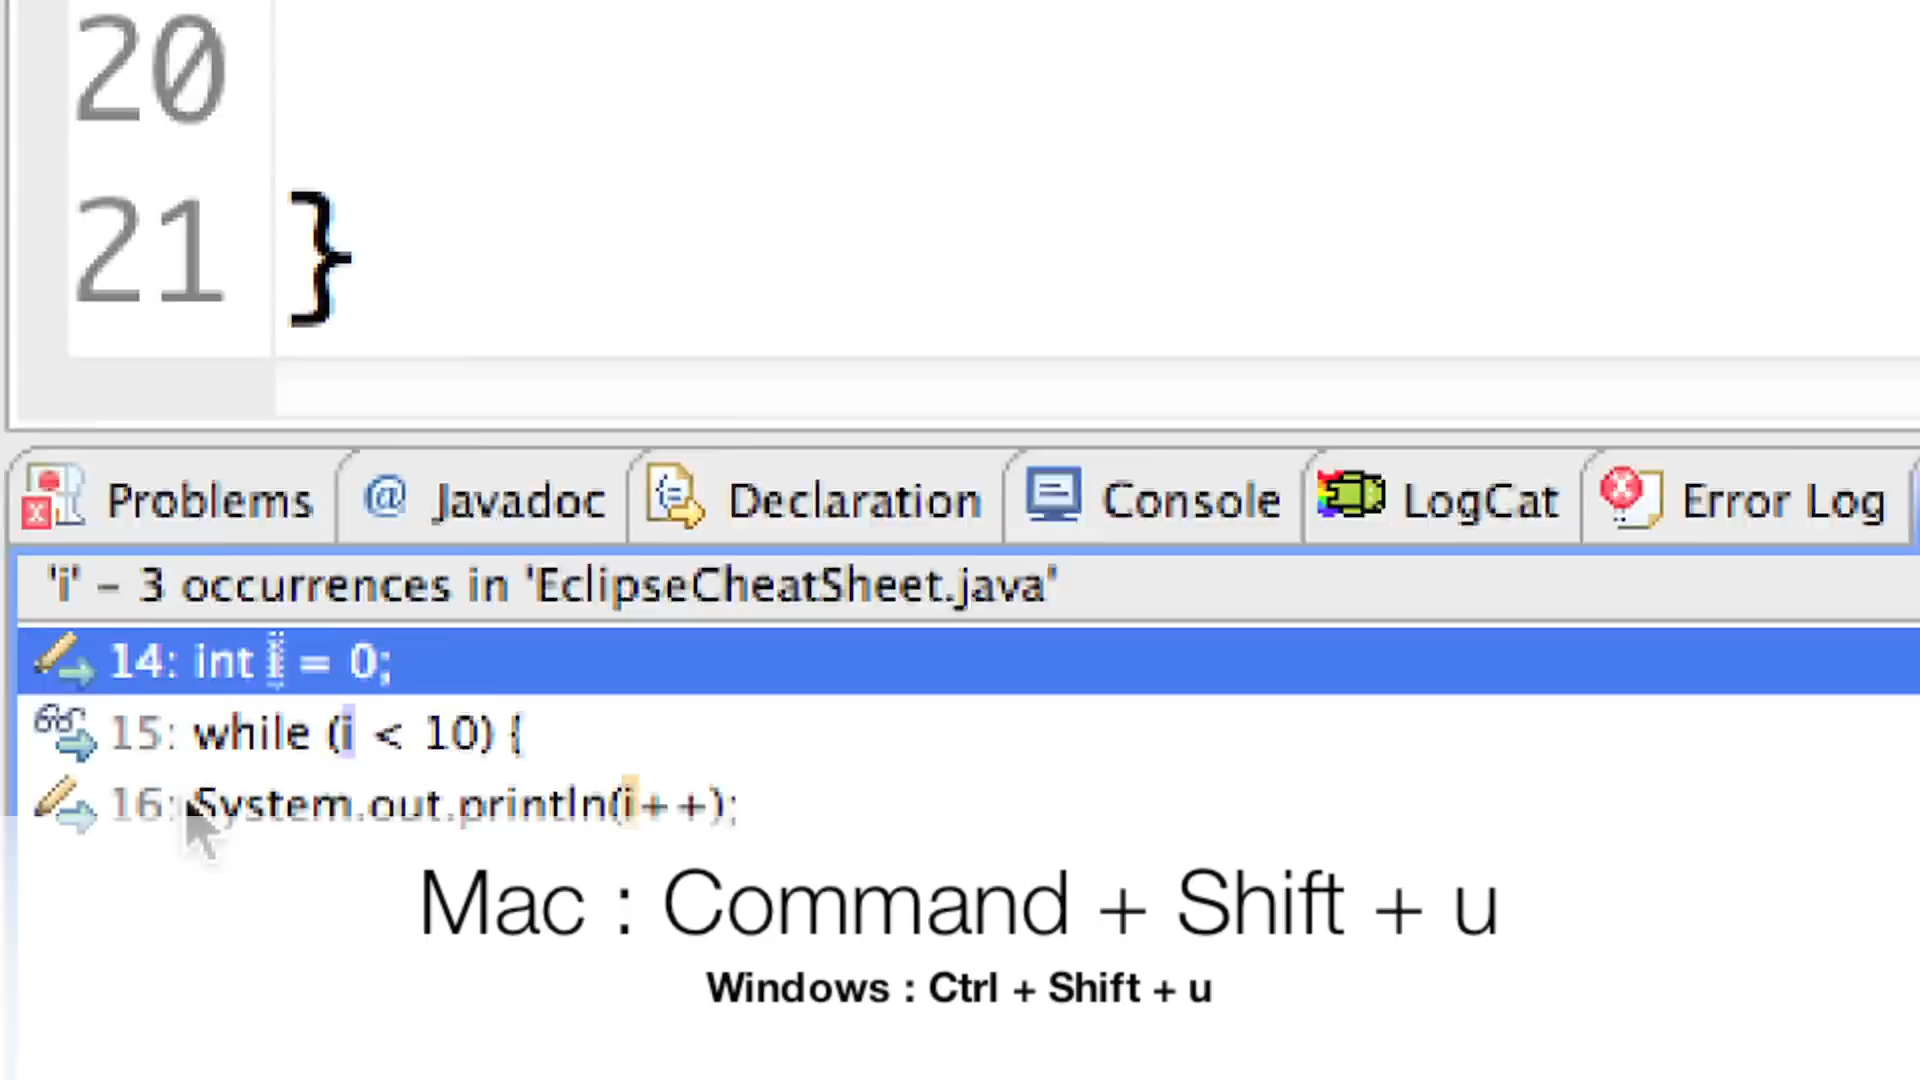 20
21 }
Problems @ Javadoc Declaration Console LogCat Error Log
'i' - 3 occurrences in 'EclipseCheatSheet.java'
14: int i = 0;
15: while (i < 10) {
16: System.out.println(i++);
Mac : Command + Shift + u
Windows : Ctrl + Shift + u